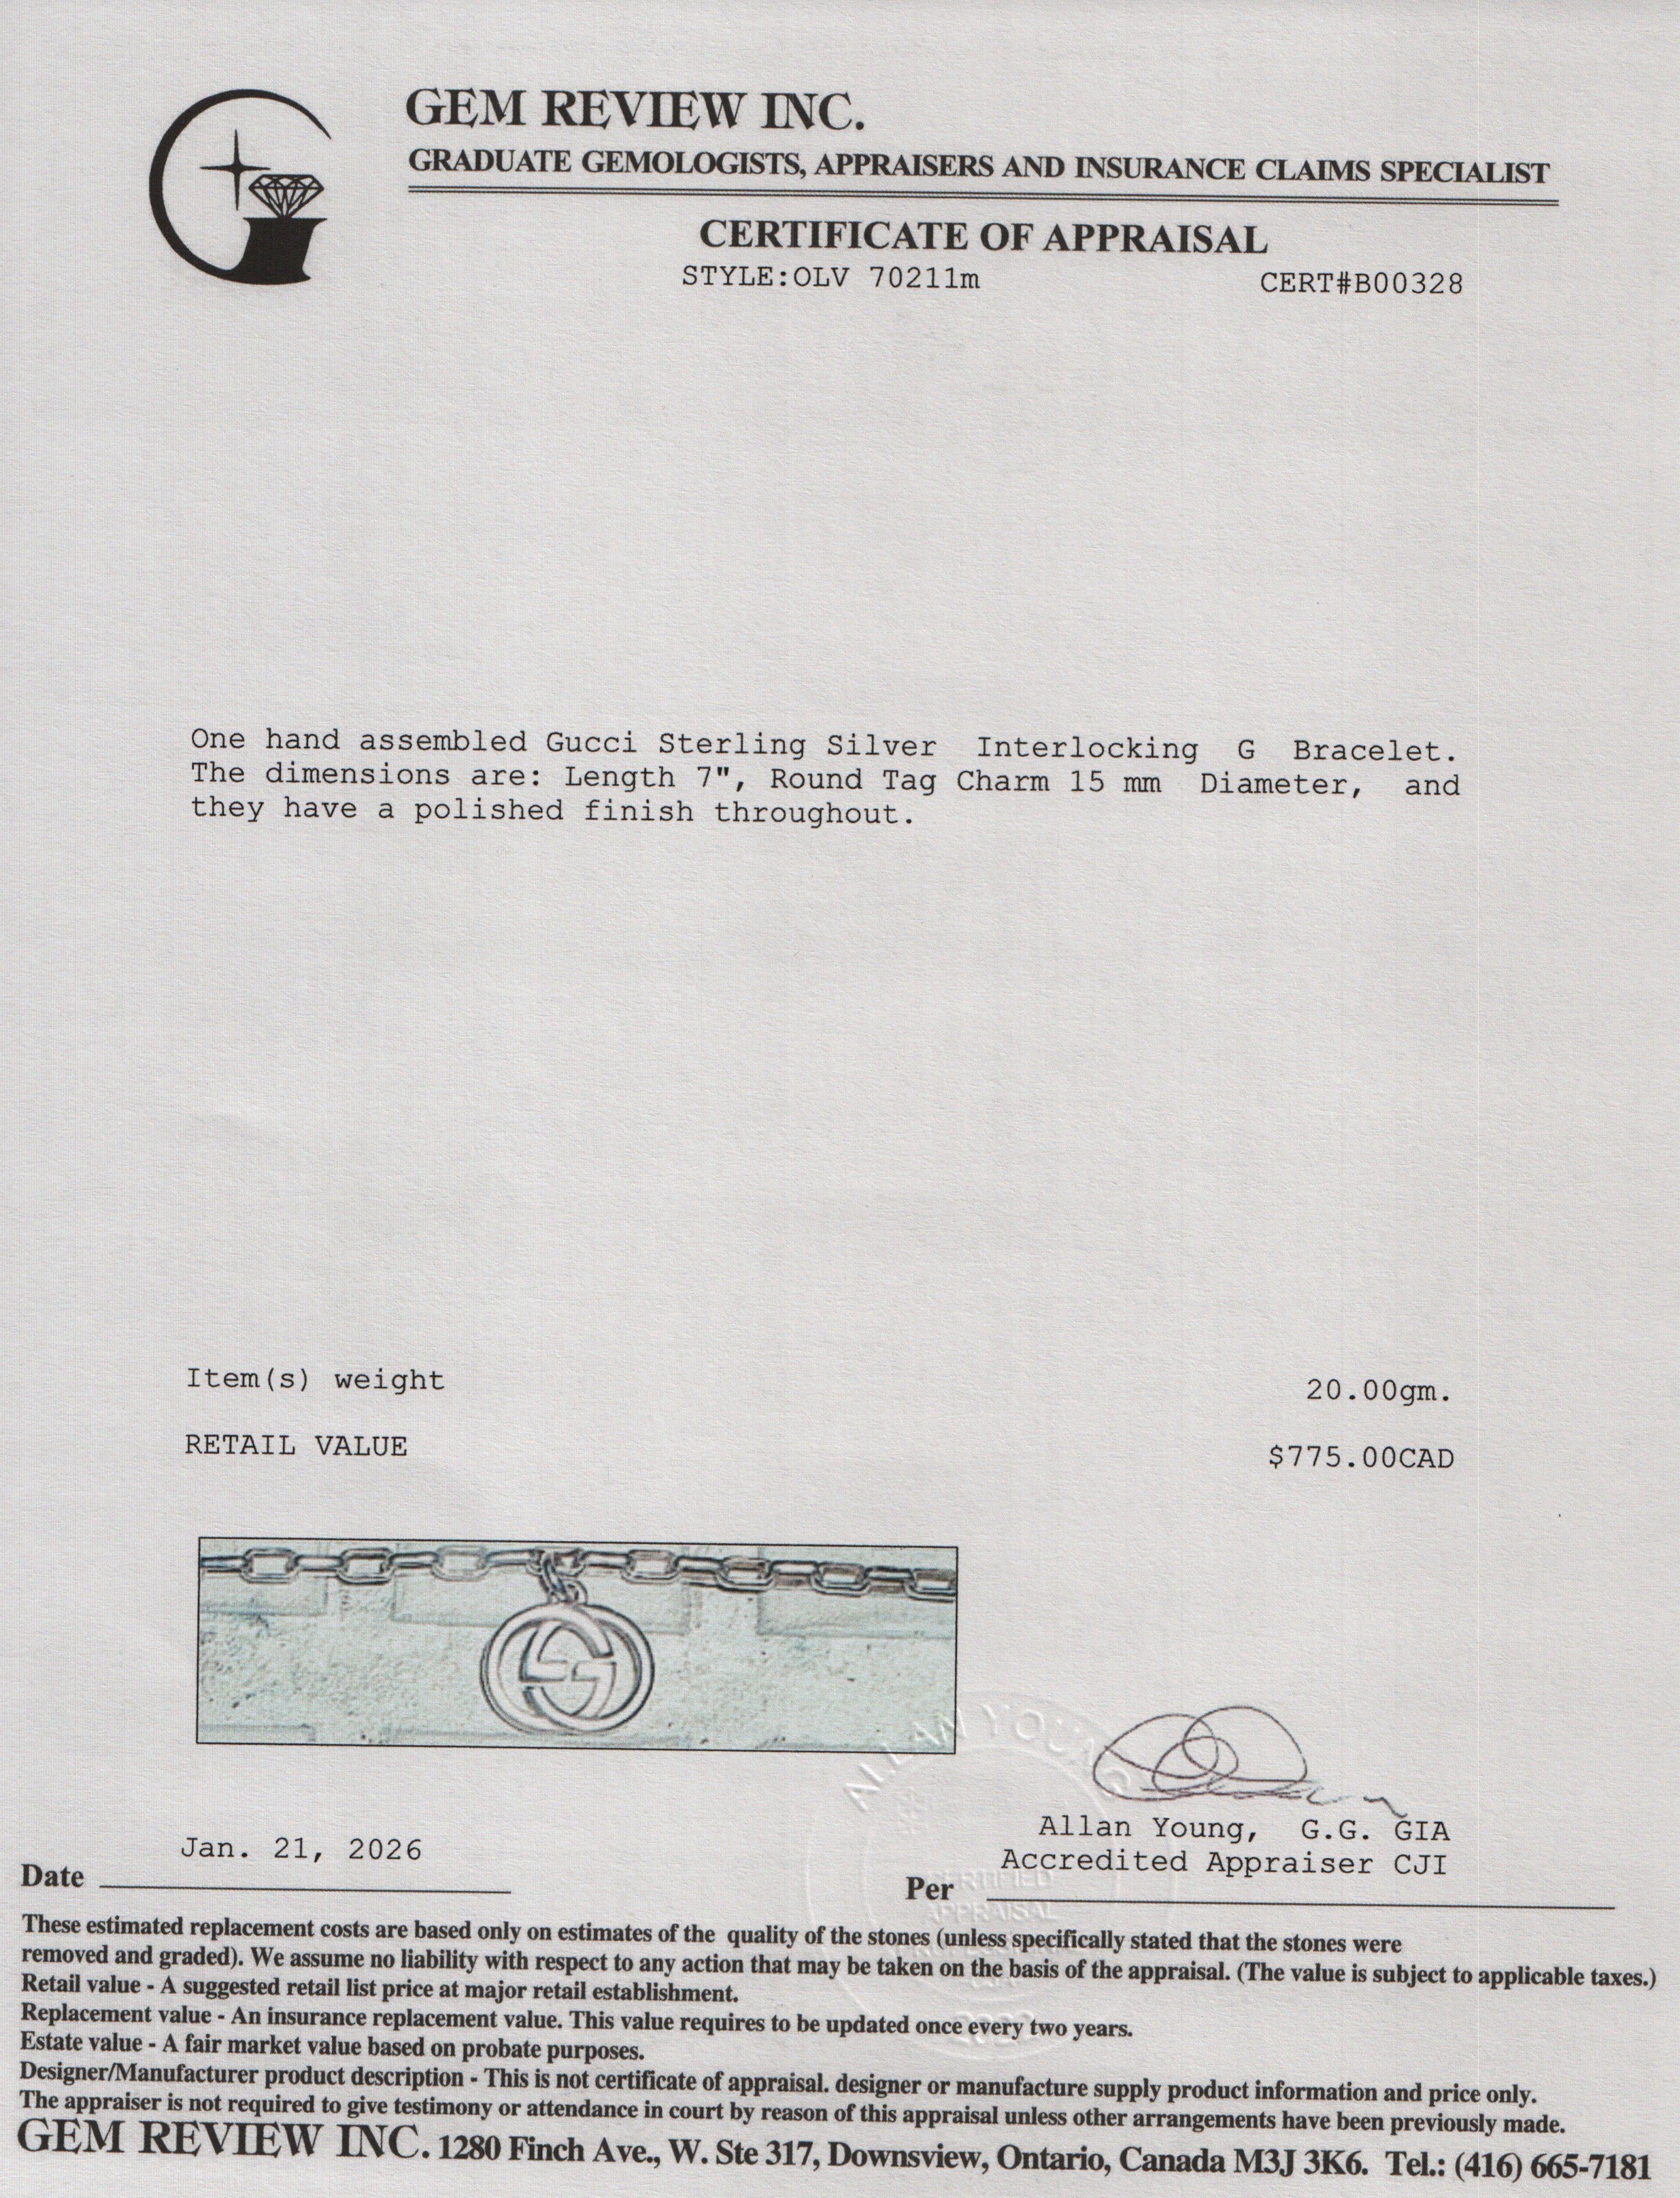 GEM REVIEW INC.
GRADUATE GEMOLOGISTS, APPRAISERS AND INSURANCE CLAIMS SPECIALIST
CERTIFICATE OF APPRAISAL
STYLE:OLV 70211m
CERT#B00328
One hand assembled Gucci Sterling Silver Interlocking G Bracelet.
The dimensions are: Length 7", Round Tag Charm 15 mm Diameter, and
they have a polished finish throughout.
Item(s) weight 20.00gm.
RETAIL VALUE $775.00CAD
ALLAN YOUNG
CERTIFIED
APPRAISAL
Jan. 21, 2026
Date
Allan Young, G.G. GIA
Accredited Appraiser CJI
Per
These estimated replacement costs are based only on estimates of the quality of the stones (unless specifically stated that the stones were
removed and graded). We assume no liability with respect to any action that may be taken on the basis of the appraisal. (The value is subject to applicable taxes.)
Retail value - A suggested retail list price at major retail establishment.
Replacement value - An insurance replacement value. This value requires to be updated once every two years.
Estate value - A fair market value based on probate purposes.
Designer/Manufacturer product description - This is not certificate of appraisal. designer or manufacture supply product information and price only.
The appraiser is not required to give testimony or attendance in court by reason of this appraisal unless other arrangements have been previously made.
GEM REVIEW INC. 1280 Finch Ave., W. Ste 317, Downsview, Ontario, Canada M3J 3K6. Tel.: (416) 665-7181